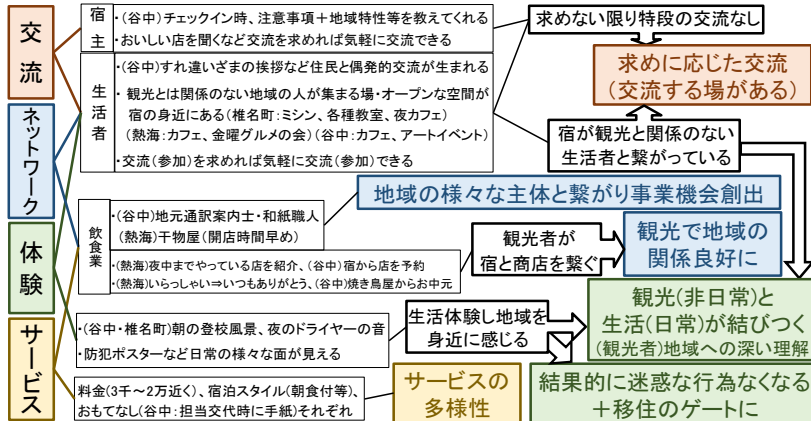 交流
ネットワーク
体験
サービス
宿主
・(谷中)チェックイン時、注意事項＋地域特性等を教えてくれる
・おいしい店を聞くなど交流を求めれば気軽に交流できる
生活者
・(谷中)すれ違いざまの挨拶など住民と偶発的交流が生まれる
・観光とは関係のない地域の人が集まる場・オープンな空間が
宿の身近にある(椎名町:ミシン、各種教室、夜カフェ)
(熱海:カフェ、金曜グルメの会)(谷中:カフェ、アートイベント)
・交流(参加)を求めれば気軽に交流(参加)できる
求めない限り特段の交流なし
求めに応じた交流
(交流する場がある)
宿が観光と関係のない
生活者と繋がっている
飲食業
・(谷中)地元通訳案内士・和紙職人
(熱海)干物屋(開店時間早め)
地域の様々な主体と繋がり事業機会創出
・(熱海)夜中までやっている店を紹介、(谷中)宿から店を予約
・(熱海)いらっしゃい⇒いつもありがとう、(谷中)焼き鳥屋からお中元
観光者が
宿と商店を繋ぐ
観光で地域の
関係良好に
・(谷中・椎名町)朝の登校風景、夜のドライヤーの音
・防犯ポスターなど日常の様々な面が見える
生活体験し地域を
身近に感じる
観光(非日常)と
生活(日常)が結びつく
(観光者)地域への深い理解
料金(3千～2万近く)、宿泊スタイル(朝食付等)、
おもてなし(谷中:担当交代時に手紙)それぞれ
サービスの
多様性
結果的に迷惑な行為なくなる
＋移住のゲートに